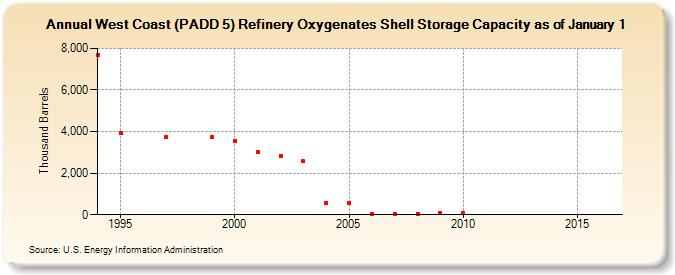 Annual West Coast (PADD 5) Refinery Oxygenates Shell Storage Capacity as of January 1
Thousand Barrels
8,000
6,000
4,000
2,000
0
1995 2000 2005 2010 2015
Source: U.S. Energy Information Administration